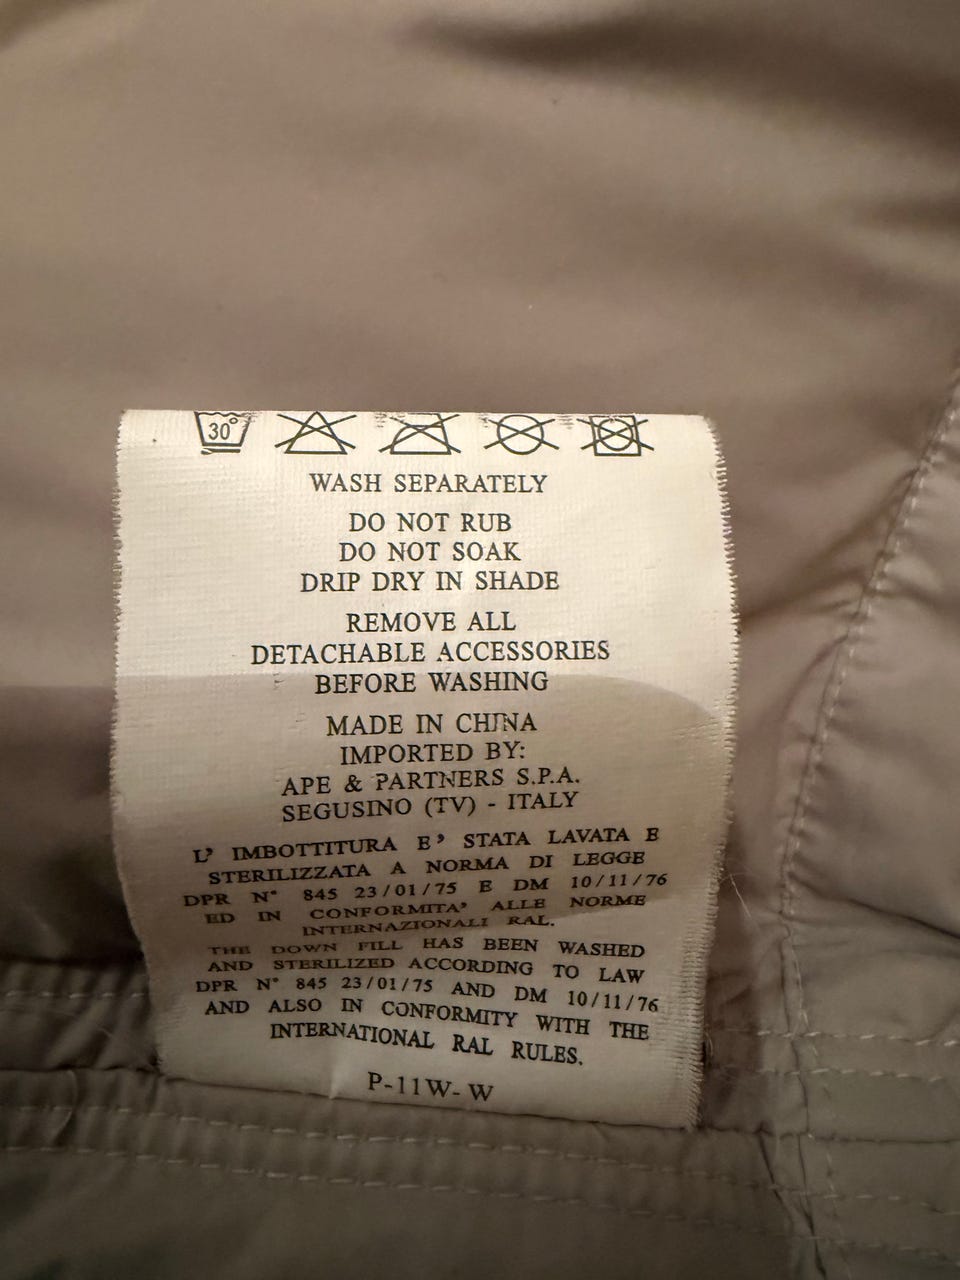 30°
WASH SEPARATELY
DO NOT RUB
DO NOT SOAK
DRIP DRY IN SHADE
REMOVE ALL
DETACHABLE ACCESSORIES
BEFORE WASHING
MADE IN CHINA
IMPORTED BY:
APE & PARTNERS S.P.A.
SEGUSINO (TV) - ITALY
L' IMBOTTITURA E' STATA LAVATA E
STERILIZZATA A NORMA DI LEGGE
DPR N° 845 23/01/75 E DM 10/11/76
ED IN CONFORMITA' ALLE NORME
INTERNAZIONALI RAL.
THE DOWN FILL HAS BEEN WASHED
AND STERILIZED ACCORDING TO LAW
DPR N° 845 23/01/75 AND DM 10/11/76
AND ALSO IN CONFORMITY WITH THE
INTERNATIONAL RAL RULES.
P-11W-W